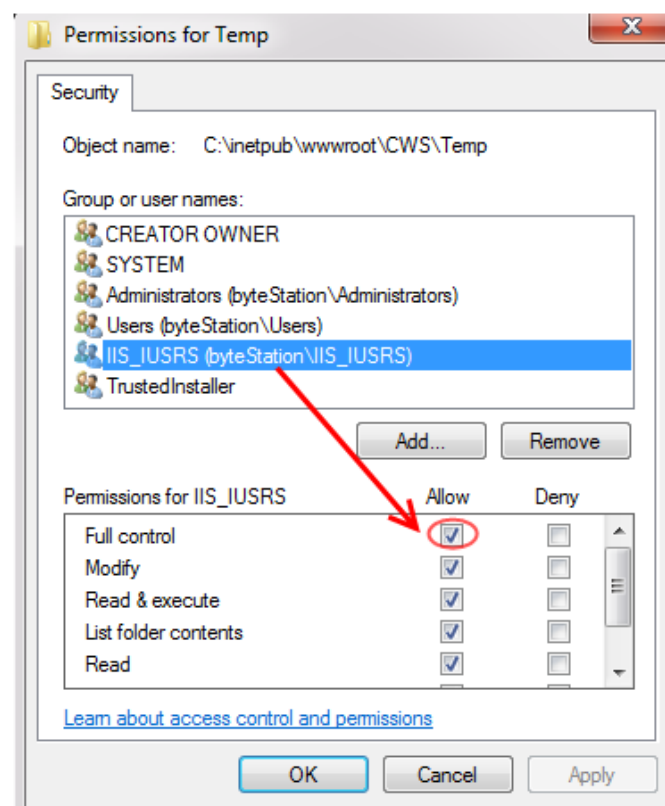 Permissions for Temp
Security
Object name: C:\inetpub\wwwroot\CWS\Temp
Group or user names:
CREATOR OWNER
SYSTEM
Administrators (byteStation\Administrators)
Users (byteStation\Users)
IIS_IUSRS (byteStation\IIS_IUSRS)
TrustedInstaller
Add... Remove
Permissions for IIS_IUSRS Allow Deny
Full control
Modify
Read & execute
List folder contents
Read
Learn about access control and permissions
OK Cancel Apply